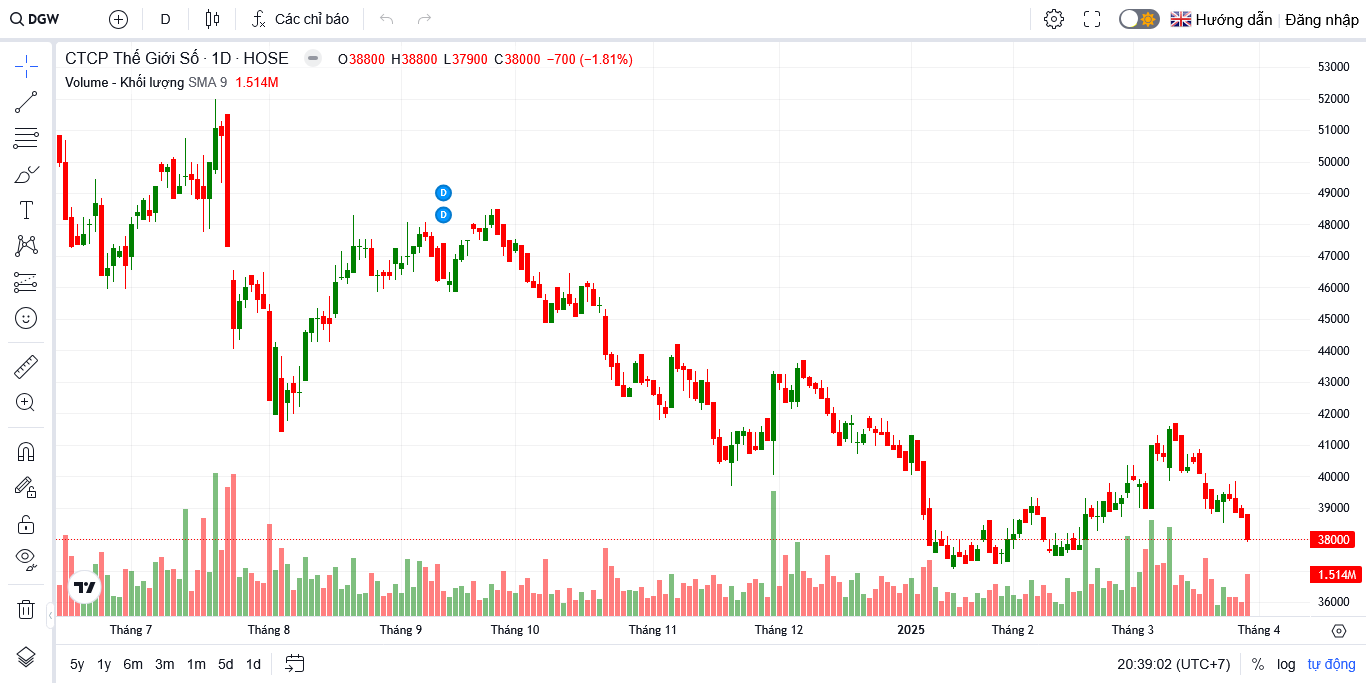 DGW D Các chỉ báo Hướng dẫn Đăng nhập
CTCP Thế Giới Số · 1D · HOSE O38800 H38800 L37900 C38000 −700 (−1.81%)
Volume - Khối lượng SMA 9 1.514M
D
D
53000
52000
51000
50000
49000
48000
47000
46000
45000
44000
43000
42000
41000
40000
39000
38000
1.514M
36000
Tháng 7 Tháng 8 Tháng 9 Tháng 10 Tháng 11 Tháng 12 2025 Tháng 2 Tháng 3 Tháng 4
5y 1y 6m 3m 1m 5d 1d 20:39:02 (UTC+7) % log tự động